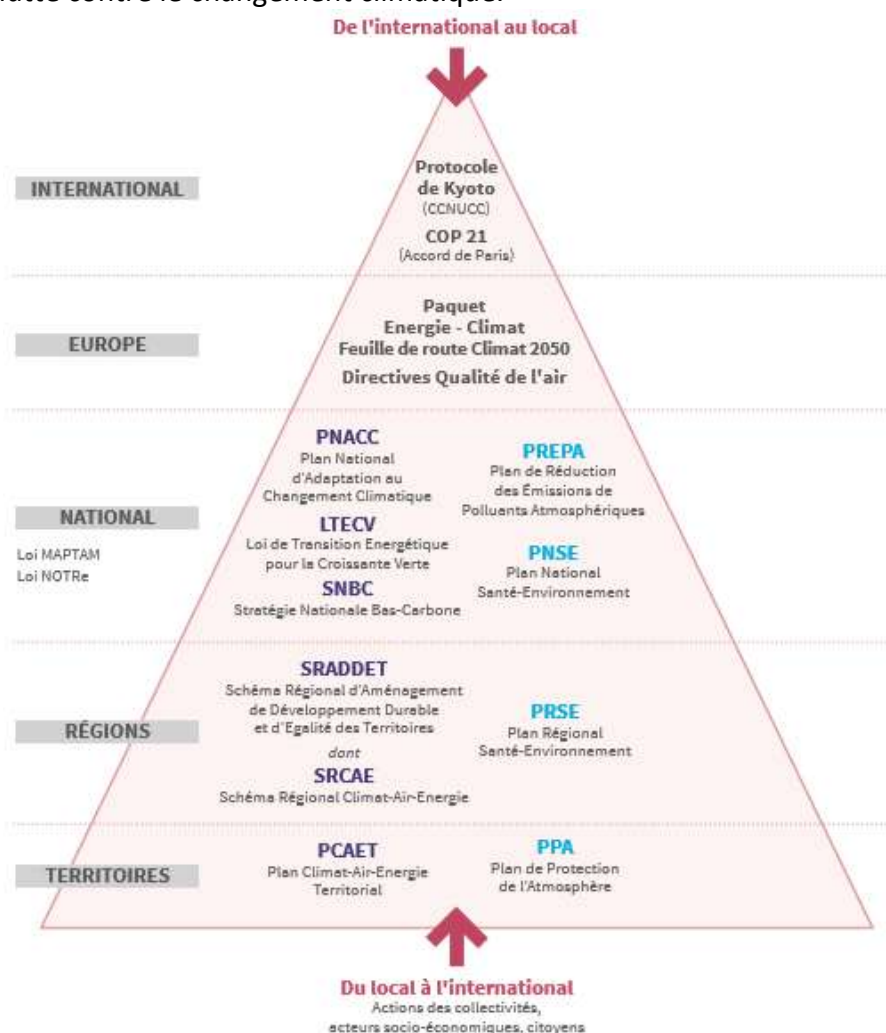 De l'international au local
INTERNATIONAL
Protocole
de Kyoto
(CCNUCC)
COP 21
(Accord de Paris)
EUROPE
Paquet
Energie - Climat
Feuille de route Climat 2050
Directives Qualité de l'air
NATIONAL
Loi MAPTAM
Loi NOTRe
PNACC
Plan National
d'Adaptation au
Changement Climatique
LTECV
Loi de Transition Energétique
pour la Croissante Verte
SNBC
Stratégie Nationale Bas-Carbone
PREPA
Plan de Réduction
des Émissions de
Polluants Atmosphériques
PNSE
Plan National
Santé-Environnement
RÉGIONS
SRADDET
Schéma Régional d'Aménagement
de Développement Durable
et d'Egalité des Territoires
dont
SRCAE
Schéma Régional Climat-Air-Energie
PRSE
Plan Régional
Santé-Environnement
TERRITOIRES
PCAET
Plan Climat-Air-Energie
Territorial
PPA
Plan de Protection
de l'Atmosphère
Du local à l'international
Actions des collectivités,
acteurs socio-économiques, citoyens